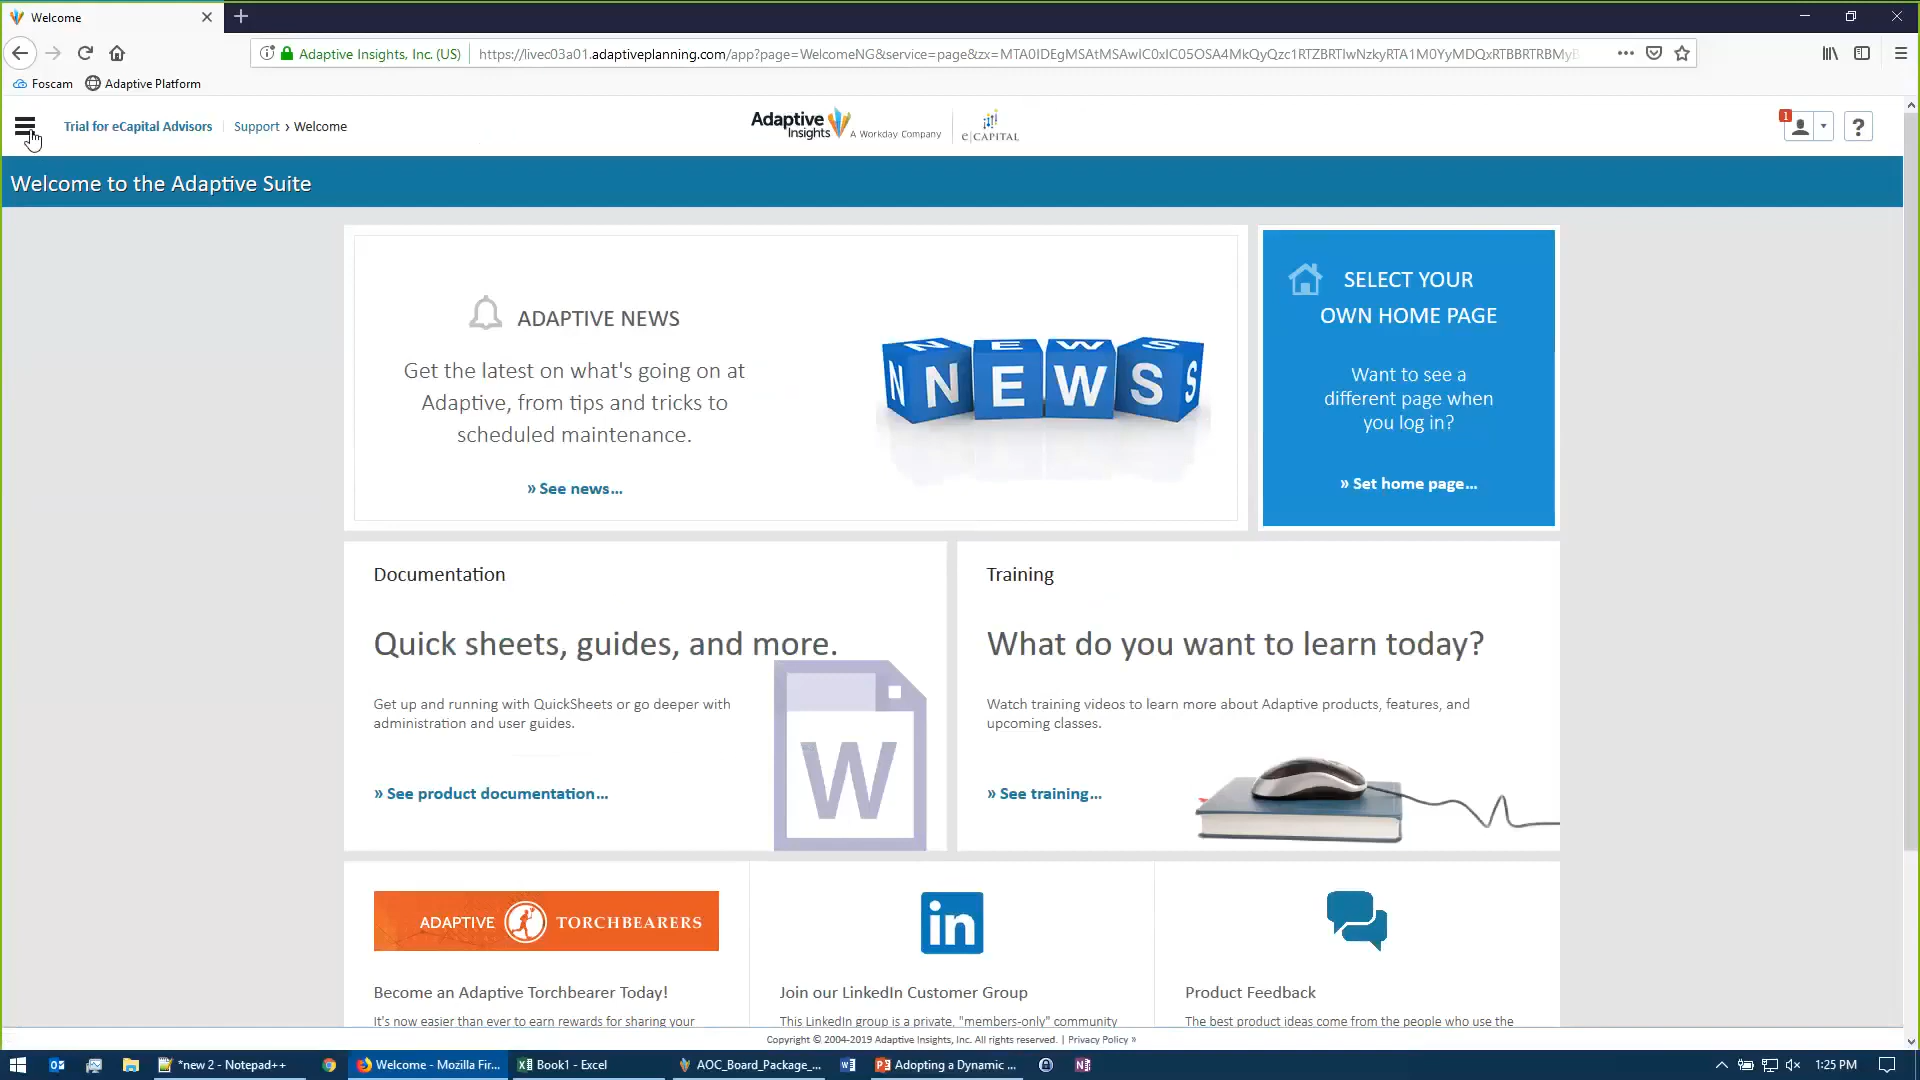 Welcome
Adaptive Insights, Inc. (US)
https://livec03a01.adaptiveplanning.com/app?page=WelcomeNG&service=page&zx=
Foscam
Adaptive Platform
Trial for eCapital Advisors
Support › Welcome
Adaptive Insights
A Workday Company
e|CAPITAL
1
?
Welcome to the Adaptive Suite
ADAPTIVE NEWS
Get the latest on what's going on at
Adaptive, from tips and tricks to
scheduled maintenance.
» See news...
N N E W S S
E W S
SELECT YOUR
OWN HOME PAGE
Want to see a
different page when
you log in?
» Set home page...
Documentation
Quick sheets, guides, and more.
Get up and running with QuickSheets or go deeper with
administration and user guides.
» See product documentation...
W
Training
What do you want to learn today?
Watch training videos to learn more about Adaptive products, features, and
upcoming classes.
» See training...
ADAPTIVE TORCHBEARERS
Become an Adaptive Torchbearer Today!
It's now easier than ever to earn rewards for sharing your
in
Join our LinkedIn Customer Group
This LinkedIn group is a private, "members-only" community
Product Feedback
The best product ideas come from the people who use the
Copyright © 2004-2019 Adaptive Insights, Inc. All rights reserved. | Privacy Policy »
*new 2 - Notepad++
Welcome - Mozilla Fir...
Book1 - Excel
AOC_Board_Package_...
Adopting a Dynamic ...
1:25 PM